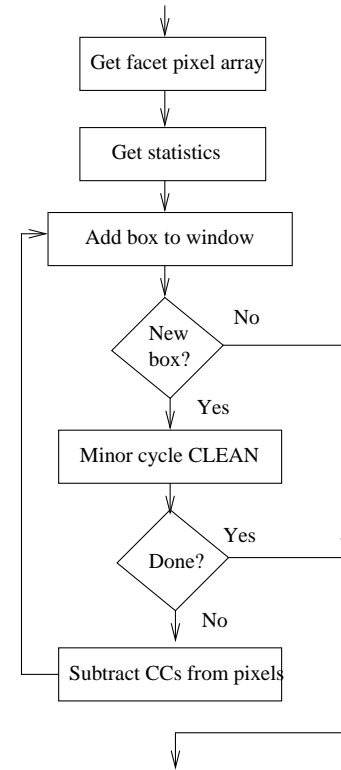 Get facet pixel array
Get statistics
Add box to window
No
New
box?
Yes
Minor cycle CLEAN
Yes
Done?
No
Subtract CCs from pixels